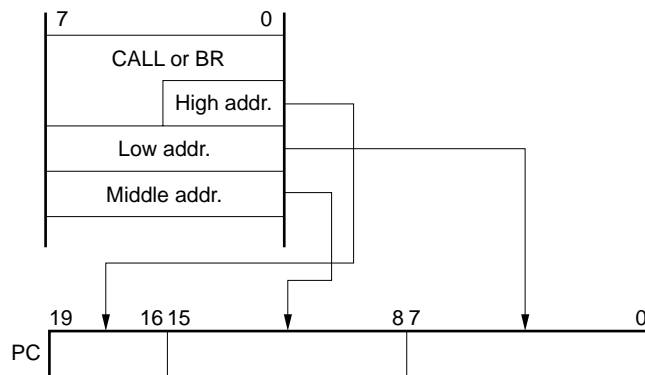 7 0
CALL or BR
High addr.
Low addr.
Middle addr.
19 16 15 8 7 0
PC